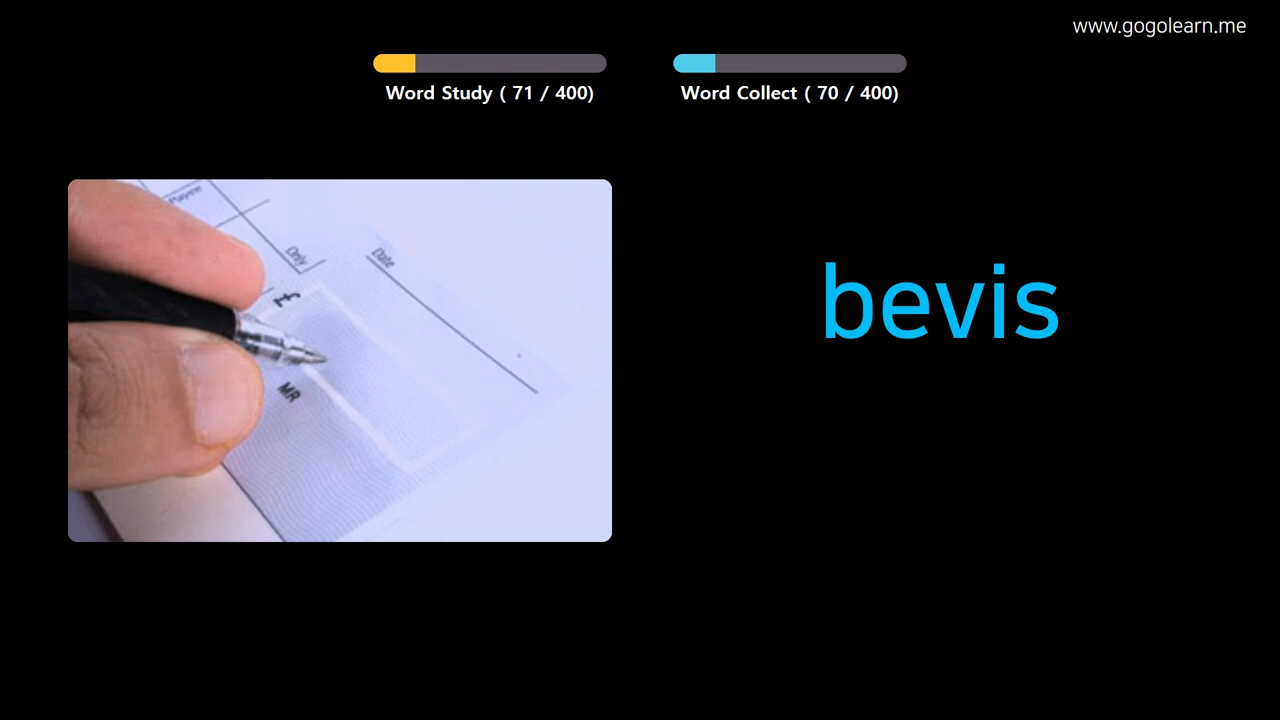 www.gogolearn.me
Word Study ( 71 / 400)
Word Collect ( 70 / 400)
bevis
Payee
Only
Date
£
MR